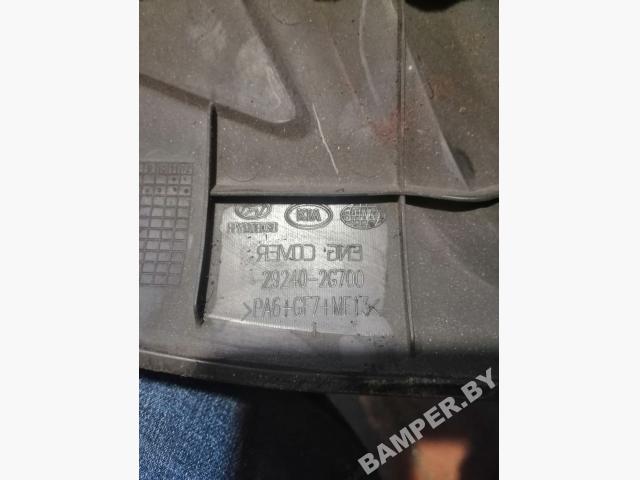 HYUNDAI KIA
ENG COVER
29240-2G700
>PA6+GF7+MF13<
BAMPER.BY